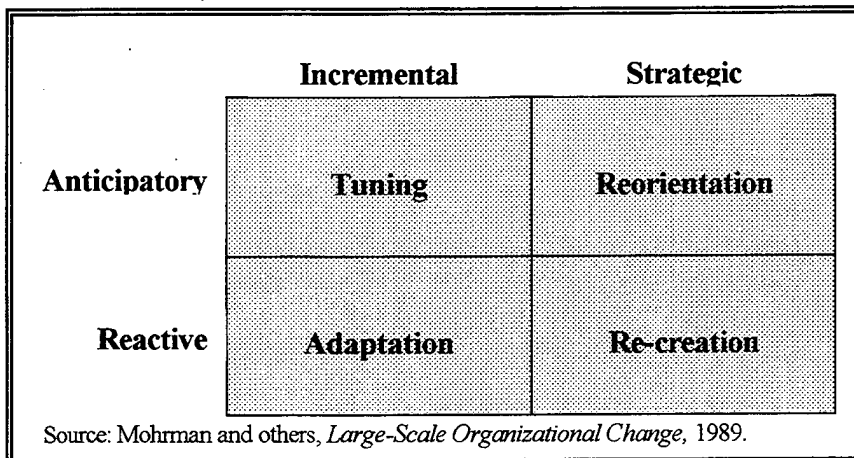 Incremental Strategic
Anticipatory Tuning Reorientation
Reactive Adaptation Re-creation
Source: Mohrman and others, Large-Scale Organizational Change, 1989.